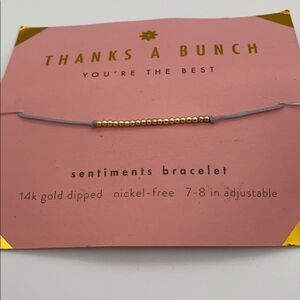 THANKS A BUNCH
YOU'RE THE BEST
sentiments bracelet
14k gold dipped nickel-free 7-8 in adjustable